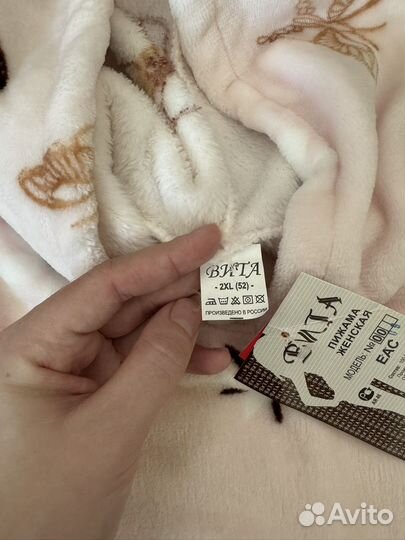 ВИТА
- 2XL (52) -
ПРОИЗВЕДЕНО В РОССИИ
ВИТА
ПИЖАМА
ЖЕНСКАЯ
МОДЕЛЬ №
EAC
Avito